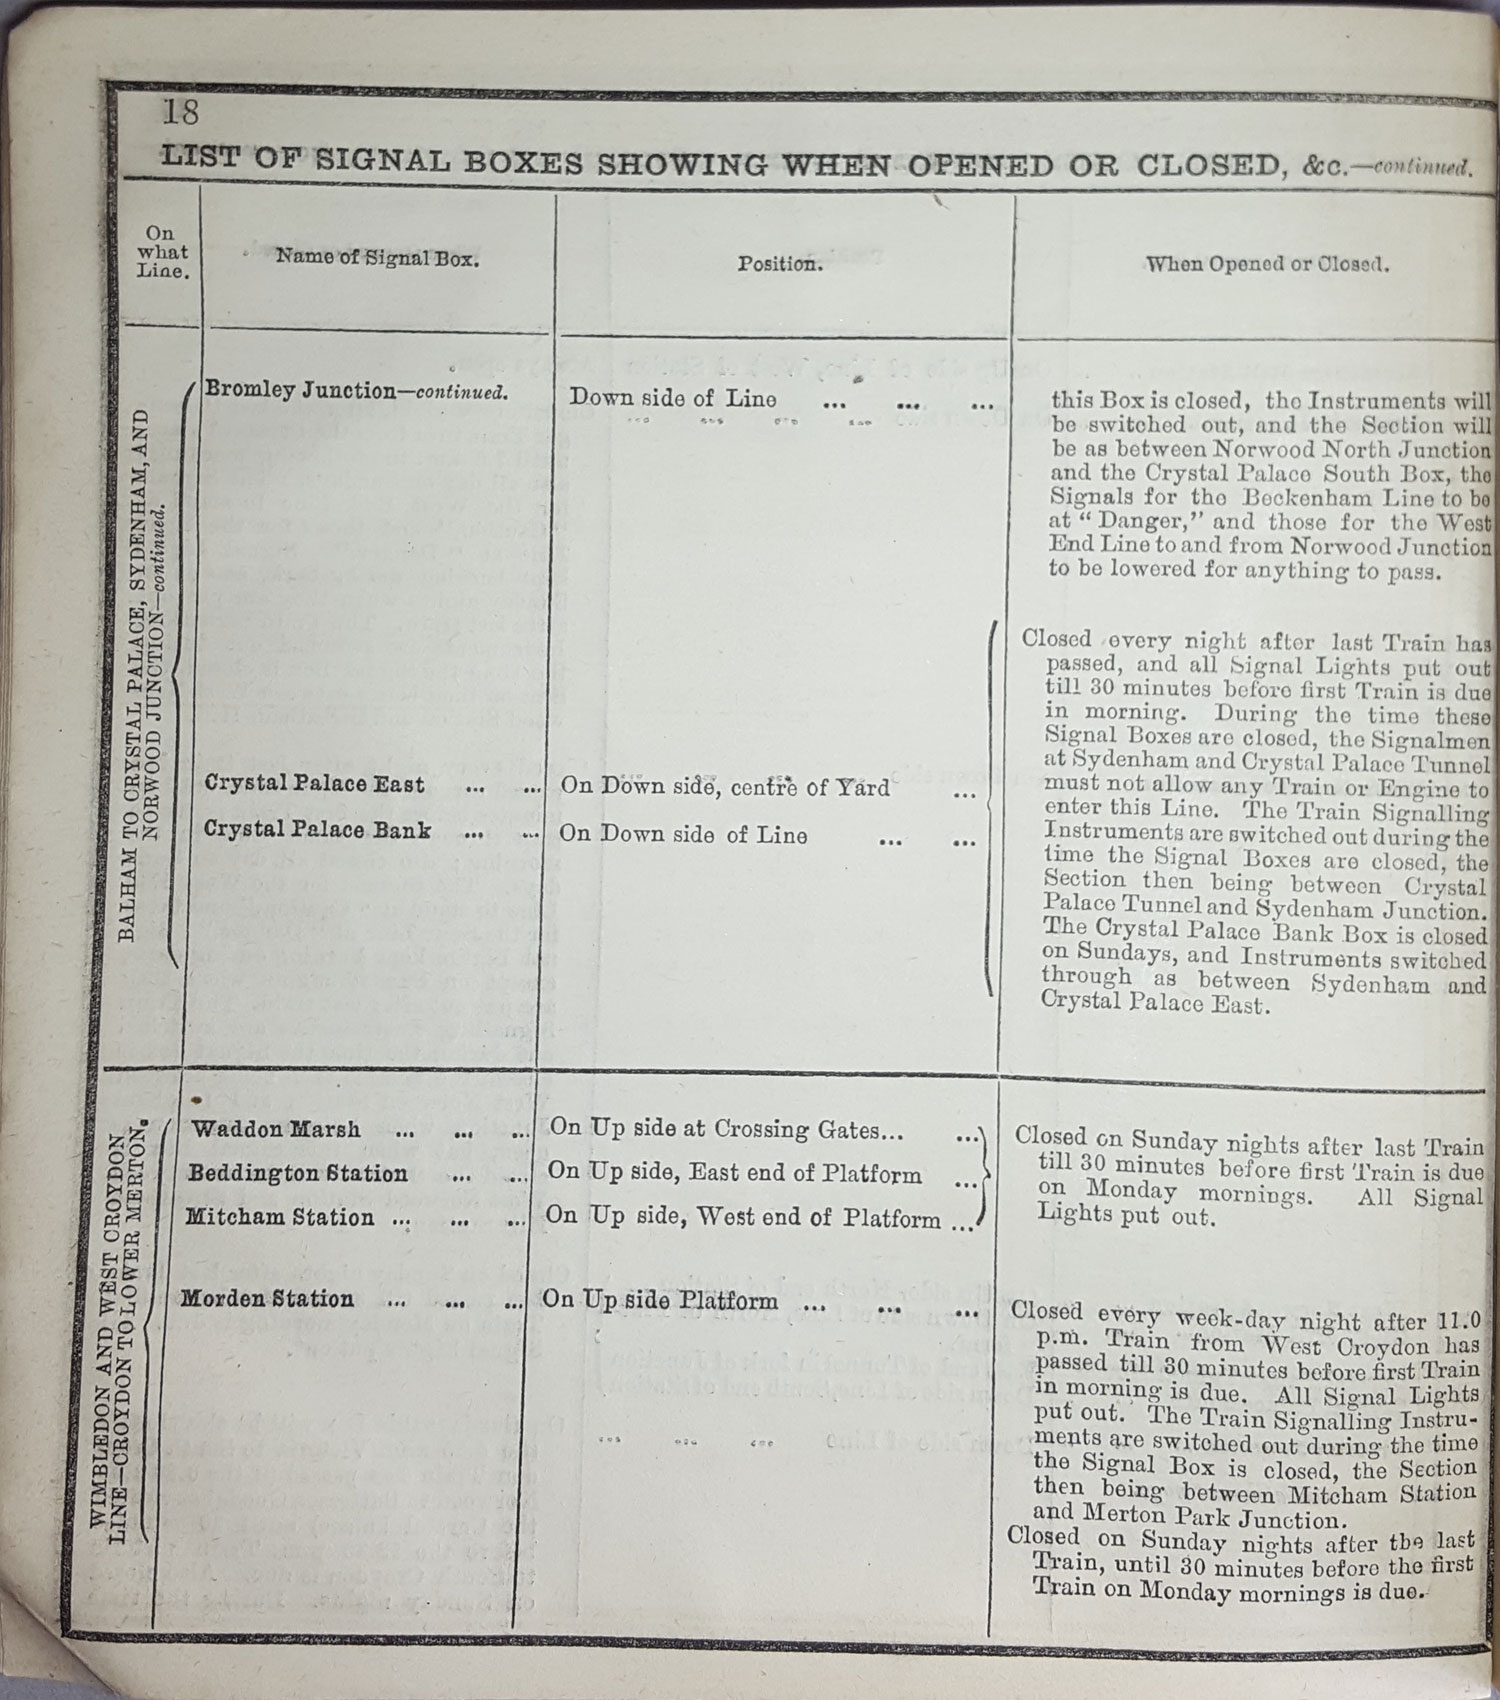 18
LIST OF SIGNAL BOXES SHOWING WHEN OPENED OR CLOSED, &c.—continued.
On
what
Line.
Name of Signal Box.
Position.
When Opened or Closed.
BALHAM TO CRYSTAL PALACE, SYDENHAM, AND
NORWOOD JUNCTION—continued.
Bromley Junction—continued.
Down side of Line ... ... ...
this Box is closed, the Instruments will
be switched out, and the Section will
be as between Norwood North Junction
and the Crystal Palace South Box, the
Signals for the Beckenham Line to be
at “ Danger,” and those for the West
End Line to and from Norwood Junction
to be lowered for anything to pass.
Crystal Palace East ... ...
On Down side, centre of Yard ...
Crystal Palace Bank ... ...
On Down side of Line ... ...
Closed every night after last Train has
passed, and all Signal Lights put out
till 30 minutes before first Train is due
in morning. During the time these
Signal Boxes are closed, the Signalmen
at Sydenham and Crystal Palace Tunnel
must not allow any Train or Engine to
enter this Line. The Train Signalling
Instruments are switched out during the
time the Signal Boxes are closed, the
Section then being between Crystal
Palace Tunnel and Sydenham Junction.
The Crystal Palace Bank Box is closed
on Sundays, and Instruments switched
through as between Sydenham and
Crystal Palace East.
WIMBLEDON AND WEST CROYDON
LINE—CROYDON TO LOWER MERTON.
Waddon Marsh ... ... ...
On Up side at Crossing Gates... ...
Beddington Station ... ...
On Up side, East end of Platform ...
Mitcham Station ... ... ...
On Up side, West end of Platform ...
Closed on Sunday nights after last Train
till 30 minutes before first Train is due
on Monday mornings. All Signal
Lights put out.
Morden Station ... ... ...
On Up side Platform ... ... ...
Closed every week-day night after 11.0
p.m. Train from West Croydon has
passed till 30 minutes before first Train
in morning is due. All Signal Lights
put out. The Train Signalling Instru-
ments are switched out during the time
the Signal Box is closed, the Section
then being between Mitcham Station
and Merton Park Junction.
Closed on Sunday nights after the last
Train, until 30 minutes before the first
Train on Monday mornings is due.